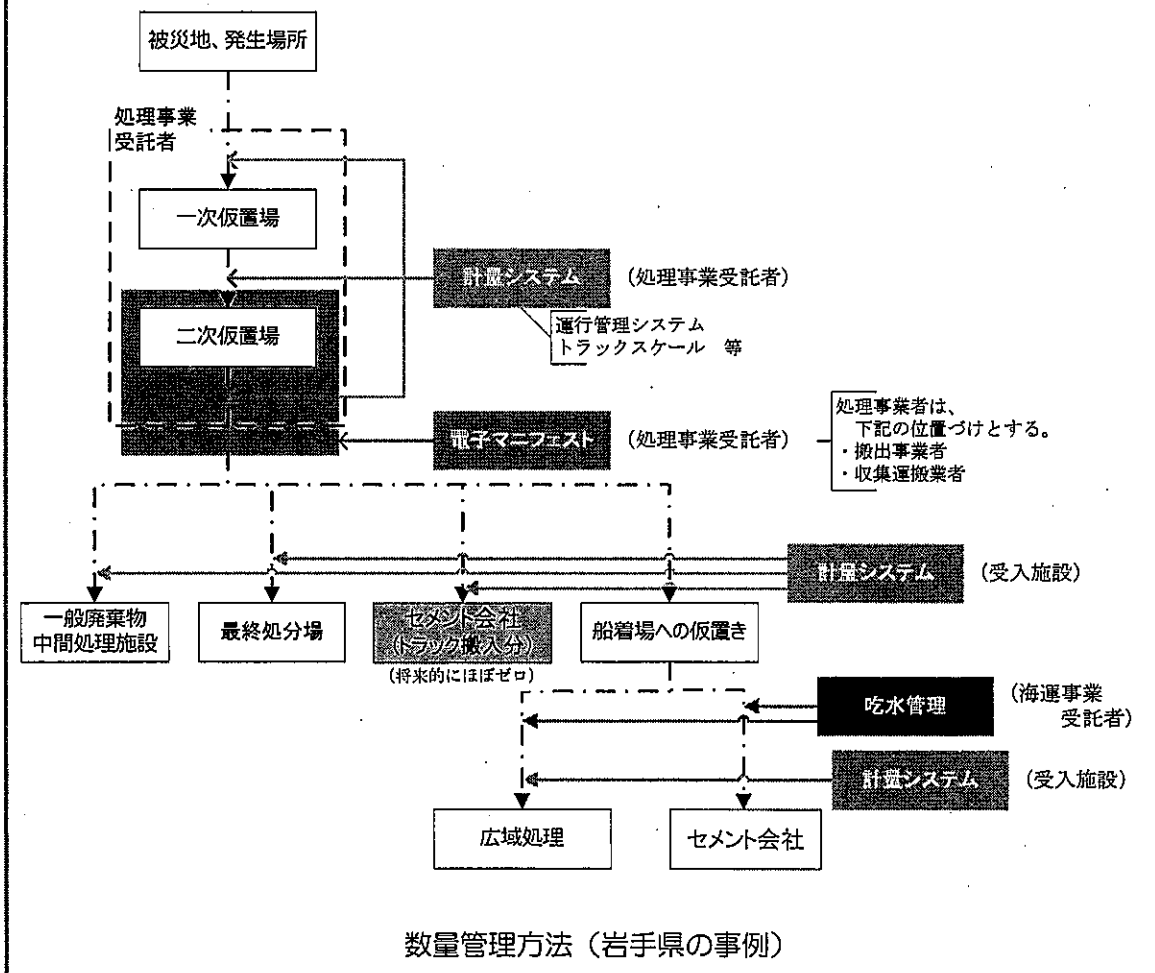 被災地、発生場所
処理事業
受託者
一次仮置場
計量システム
(処理事業受託者)
運行管理システム
トラックスケール 等
二次仮置場
電子マニフェスト
(処理事業受託者)
処理事業者は、
下記の位置づけとする。
・搬出事業者
・収集運搬業者
計量システム
(受入施設)
一般廃棄物
中間処理施設
最終処分場
セメント会社
(トラック搬入分)
(将来的にほぼゼロ)
船着場への仮置き
吃水管理
(海運事業
受託者)
計量システム
(受入施設)
広域処理
セメント会社
数量管理方法(岩手県の事例)